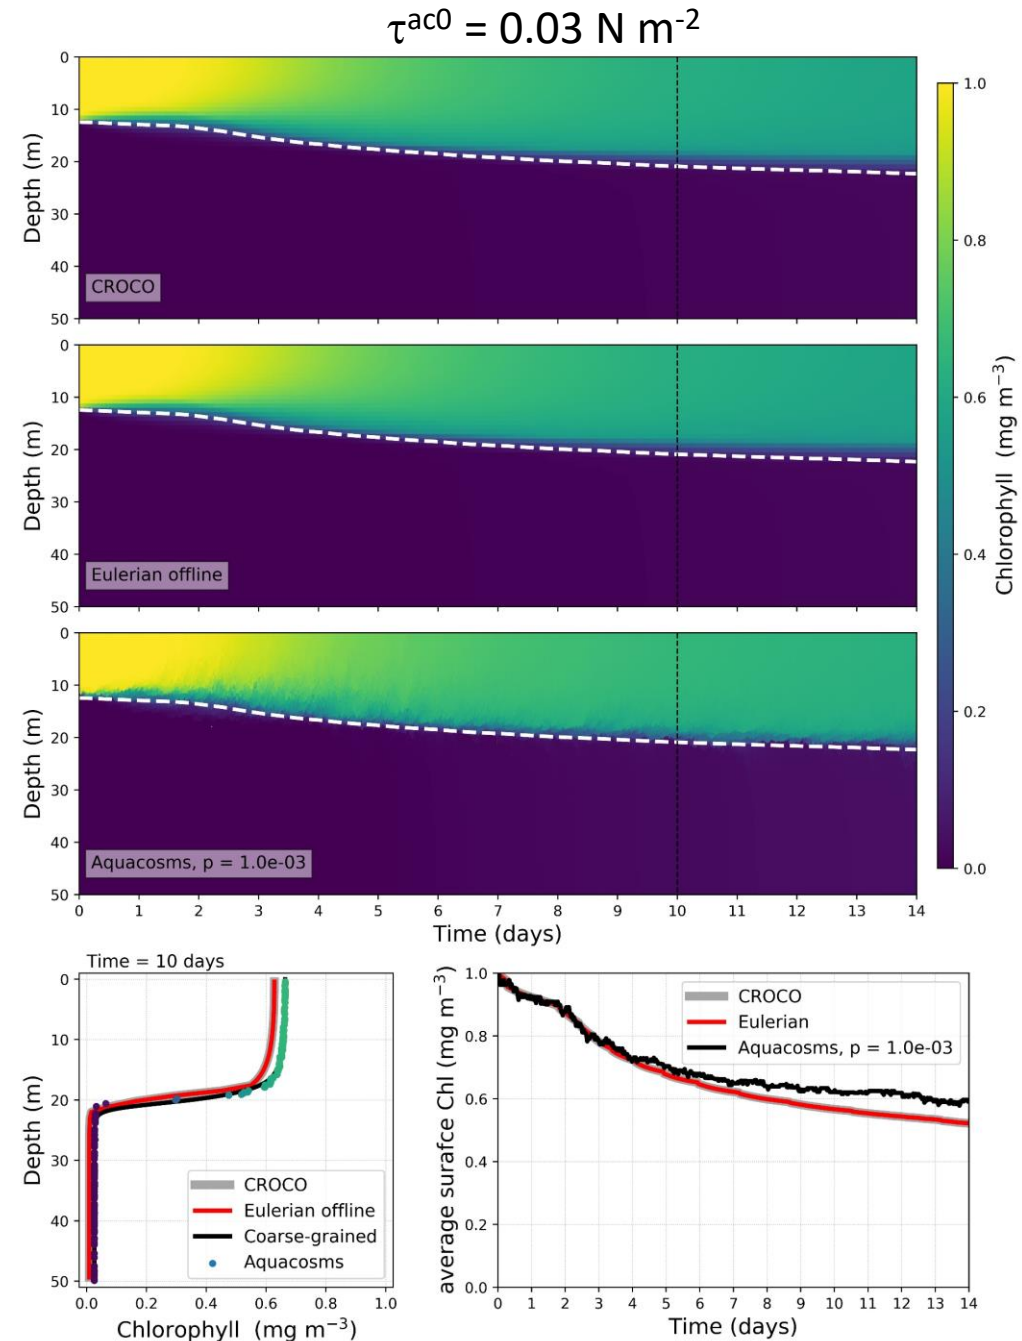 τᵃᶜ⁰ = 0.03 N m⁻²
0
10
20
30
40
50
Depth (m)
CROCO
0
10
20
30
40
50
Depth (m)
Eulerian offline
0
10
20
30
40
50
Depth (m)
Aquacosms, p = 1.0e-03
0 1 2 3 4 5 6 7 8 9 10 11 12 13 14
Time (days)
1.0
0.8
0.6
0.4
0.2
0.0
Chlorophyll (mg m⁻³)
Time = 10 days
0
10
20
30
40
50
Depth (m)
CROCO
Eulerian offline
Coarse-grained
Aquacosms
0.0 0.2 0.4 0.6 0.8 1.0
Chlorophyll (mg m⁻³)
1.0
0.8
0.6
0.4
0.2
0.0
average surafce Chl (mg m⁻³)
CROCO
Eulerian
Aquacosms, p = 1.0e-03
0 1 2 3 4 5 6 7 8 9 10 11 12 13 14
Time (days)